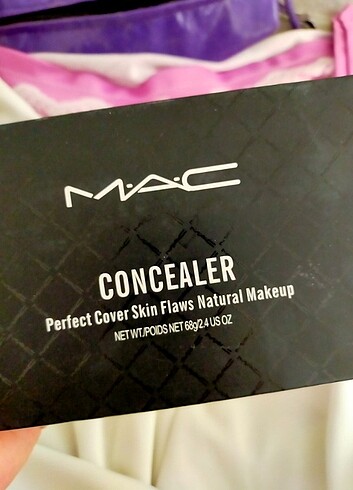 M·A·C
CONCEALER
Perfect Cover Skin Flaws Natural Makeup
NET WT./POIDS NET 68g/2.4 US OZ